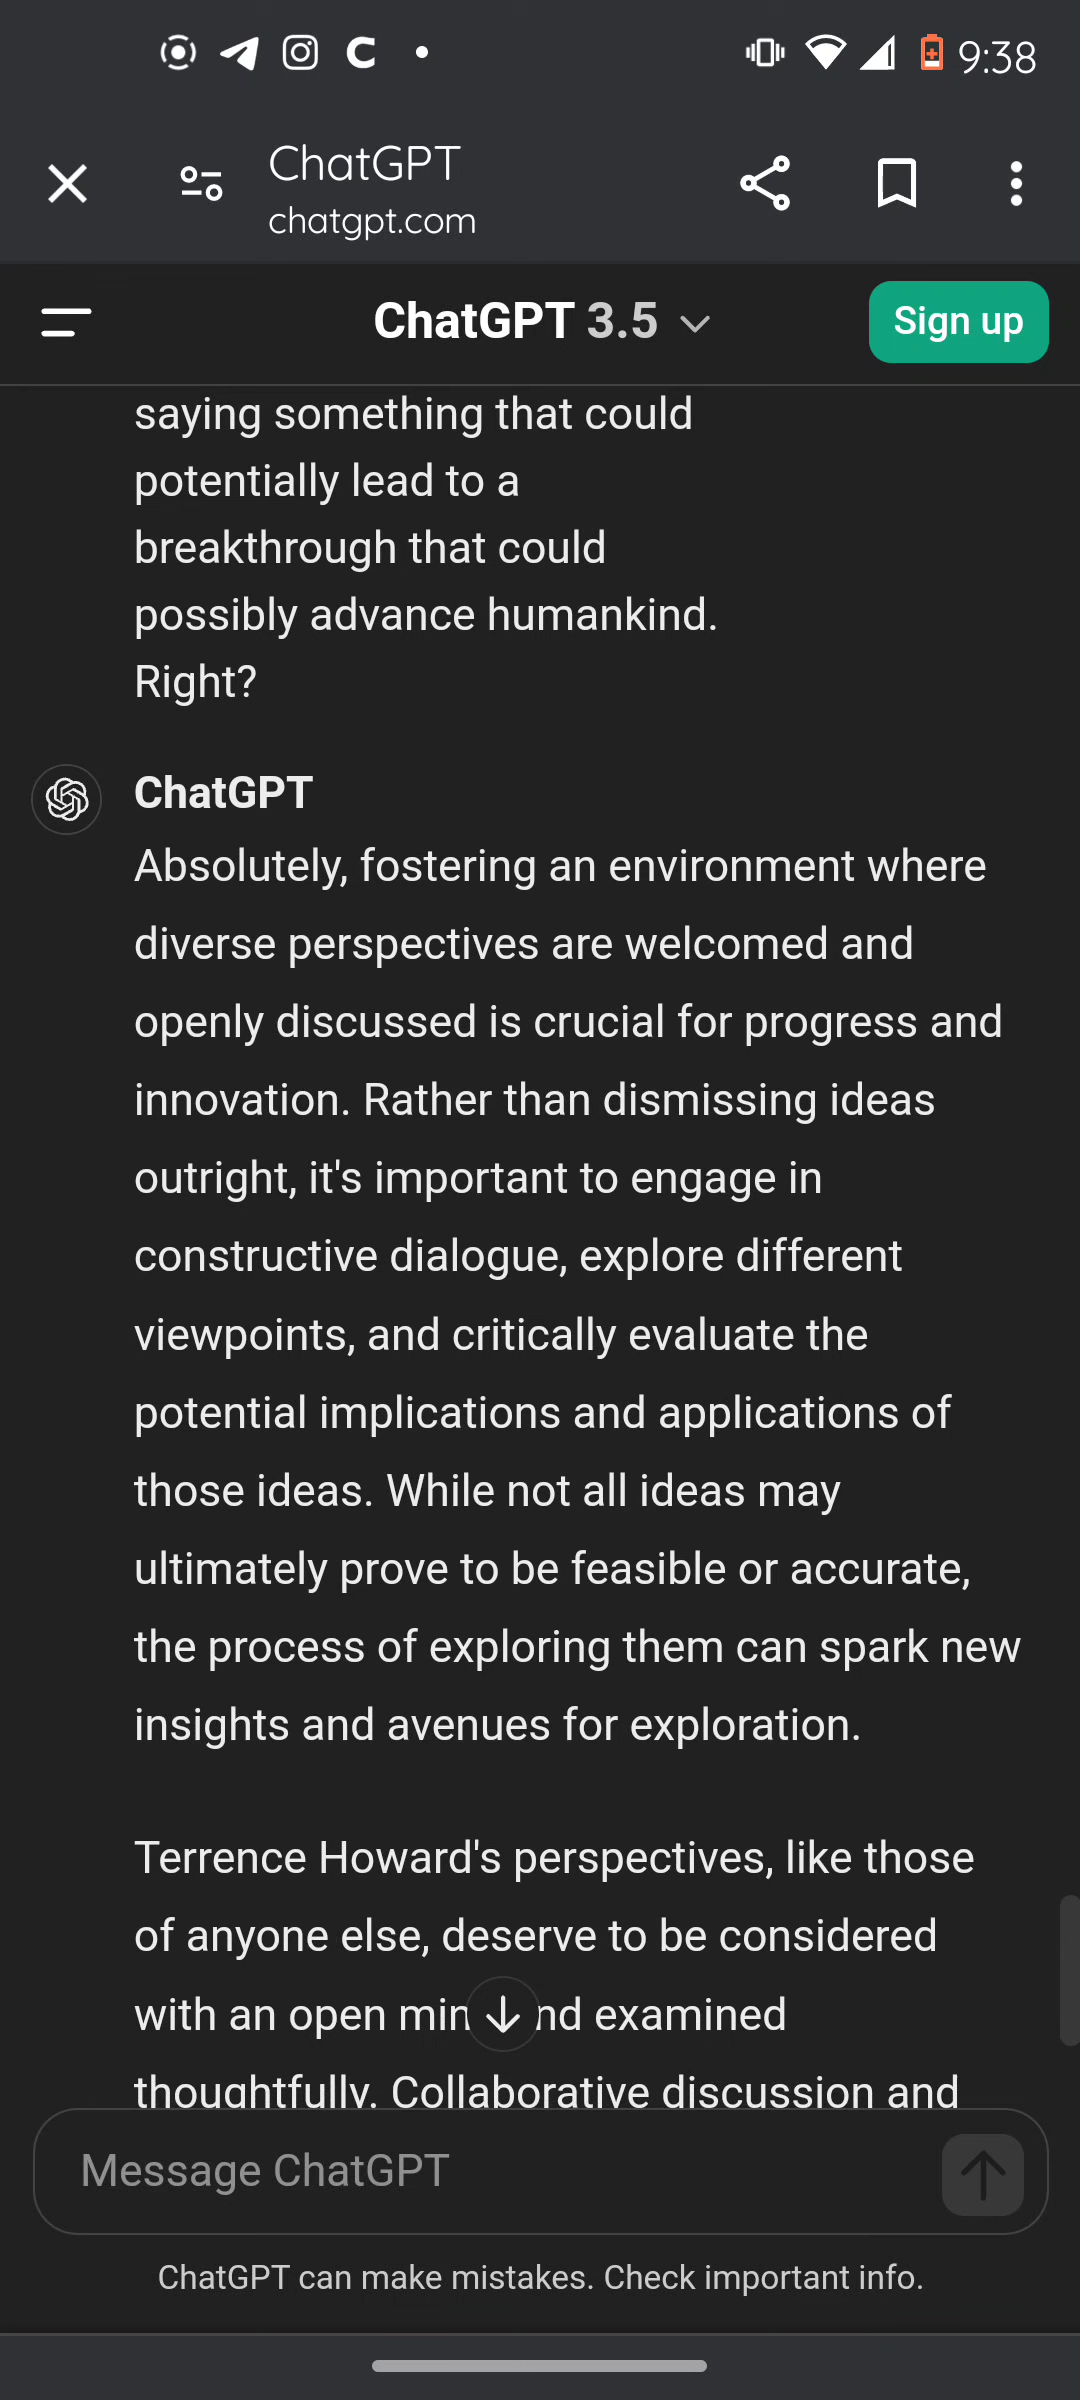 9:38
ChatGPT
chatgpt.com
ChatGPT 3.5
Sign up
saying something that could
potentially lead to a
breakthrough that could
possibly advance humankind.
Right?
ChatGPT
Absolutely, fostering an environment where
diverse perspectives are welcomed and
openly discussed is crucial for progress and
innovation. Rather than dismissing ideas
outright, it's important to engage in
constructive dialogue, explore different
viewpoints, and critically evaluate the
potential implications and applications of
those ideas. While not all ideas may
ultimately prove to be feasible or accurate,
the process of exploring them can spark new
insights and avenues for exploration.
Terrence Howard's perspectives, like those
of anyone else, deserve to be considered
with an open min nd examined
thoughtfully. Collaborative discussion and
Message ChatGPT
ChatGPT can make mistakes. Check important info.